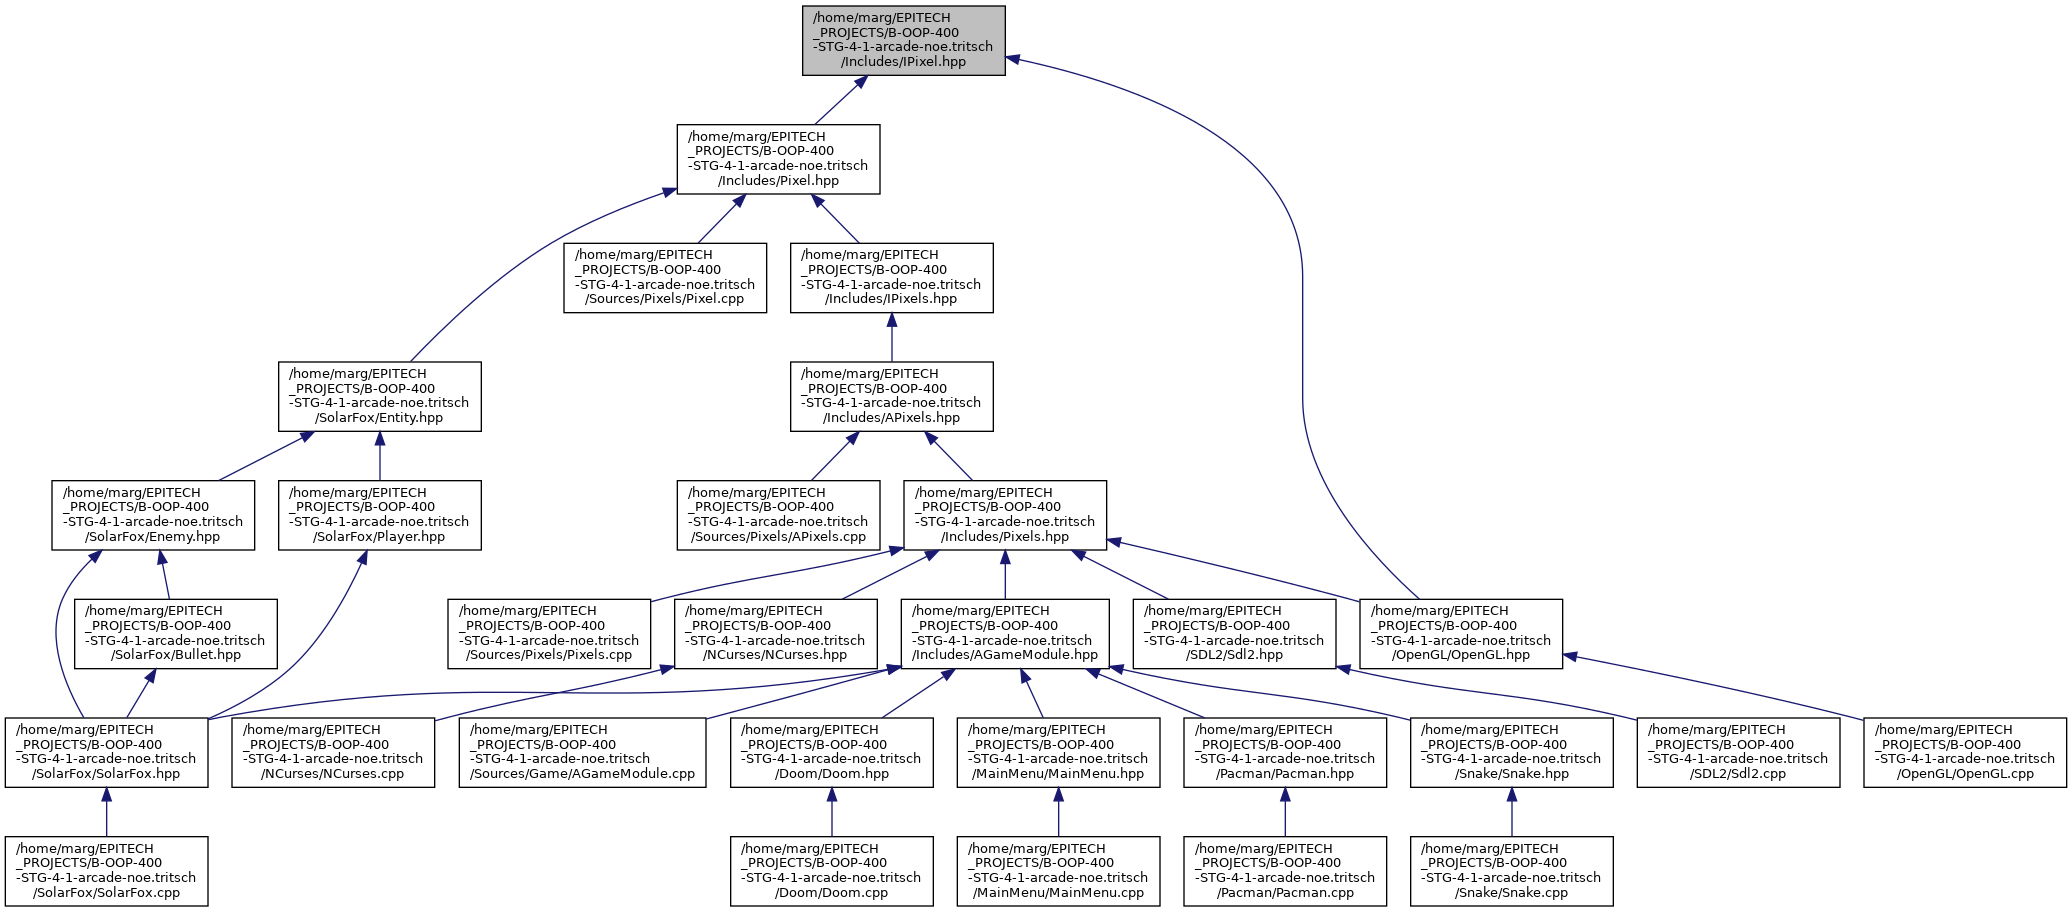 /home/marg/EPITECH
_PROJECTS/B-OOP-400
-STG-4-1-arcade-noe.tritsch
/Includes/IPixel.hpp
/home/marg/EPITECH
_PROJECTS/B-OOP-400
-STG-4-1-arcade-noe.tritsch
/Includes/Pixel.hpp
/home/marg/EPITECH
_PROJECTS/B-OOP-400
-STG-4-1-arcade-noe.tritsch
/Sources/Pixels/Pixel.cpp
/home/marg/EPITECH
_PROJECTS/B-OOP-400
-STG-4-1-arcade-noe.tritsch
/Includes/IPixels.hpp
/home/marg/EPITECH
_PROJECTS/B-OOP-400
-STG-4-1-arcade-noe.tritsch
/SolarFox/Entity.hpp
/home/marg/EPITECH
_PROJECTS/B-OOP-400
-STG-4-1-arcade-noe.tritsch
/Includes/APixels.hpp
/home/marg/EPITECH
_PROJECTS/B-OOP-400
-STG-4-1-arcade-noe.tritsch
/SolarFox/Enemy.hpp
/home/marg/EPITECH
_PROJECTS/B-OOP-400
-STG-4-1-arcade-noe.tritsch
/SolarFox/Player.hpp
/home/marg/EPITECH
_PROJECTS/B-OOP-400
-STG-4-1-arcade-noe.tritsch
/Sources/Pixels/APixels.cpp
/home/marg/EPITECH
_PROJECTS/B-OOP-400
-STG-4-1-arcade-noe.tritsch
/Includes/Pixels.hpp
/home/marg/EPITECH
_PROJECTS/B-OOP-400
-STG-4-1-arcade-noe.tritsch
/SolarFox/Bullet.hpp
/home/marg/EPITECH
_PROJECTS/B-OOP-400
-STG-4-1-arcade-noe.tritsch
/Sources/Pixels/Pixels.cpp
/home/marg/EPITECH
_PROJECTS/B-OOP-400
-STG-4-1-arcade-noe.tritsch
/NCurses/NCurses.hpp
/home/marg/EPITECH
_PROJECTS/B-OOP-400
-STG-4-1-arcade-noe.tritsch
/Includes/AGameModule.hpp
/home/marg/EPITECH
_PROJECTS/B-OOP-400
-STG-4-1-arcade-noe.tritsch
/SDL2/Sdl2.hpp
/home/marg/EPITECH
_PROJECTS/B-OOP-400
-STG-4-1-arcade-noe.tritsch
/OpenGL/OpenGL.hpp
/home/marg/EPITECH
_PROJECTS/B-OOP-400
-STG-4-1-arcade-noe.tritsch
/SolarFox/SolarFox.hpp
/home/marg/EPITECH
_PROJECTS/B-OOP-400
-STG-4-1-arcade-noe.tritsch
/NCurses/NCurses.cpp
/home/marg/EPITECH
_PROJECTS/B-OOP-400
-STG-4-1-arcade-noe.tritsch
/Sources/Game/AGameModule.cpp
/home/marg/EPITECH
_PROJECTS/B-OOP-400
-STG-4-1-arcade-noe.tritsch
/Doom/Doom.hpp
/home/marg/EPITECH
_PROJECTS/B-OOP-400
-STG-4-1-arcade-noe.tritsch
/MainMenu/MainMenu.hpp
/home/marg/EPITECH
_PROJECTS/B-OOP-400
-STG-4-1-arcade-noe.tritsch
/Pacman/Pacman.hpp
/home/marg/EPITECH
_PROJECTS/B-OOP-400
-STG-4-1-arcade-noe.tritsch
/Snake/Snake.hpp
/home/marg/EPITECH
_PROJECTS/B-OOP-400
-STG-4-1-arcade-noe.tritsch
/SDL2/Sdl2.cpp
/home/marg/EPITECH
_PROJECTS/B-OOP-400
-STG-4-1-arcade-noe.tritsch
/OpenGL/OpenGL.cpp
/home/marg/EPITECH
_PROJECTS/B-OOP-400
-STG-4-1-arcade-noe.tritsch
/SolarFox/SolarFox.cpp
/home/marg/EPITECH
_PROJECTS/B-OOP-400
-STG-4-1-arcade-noe.tritsch
/Doom/Doom.cpp
/home/marg/EPITECH
_PROJECTS/B-OOP-400
-STG-4-1-arcade-noe.tritsch
/MainMenu/MainMenu.cpp
/home/marg/EPITECH
_PROJECTS/B-OOP-400
-STG-4-1-arcade-noe.tritsch
/Pacman/Pacman.cpp
/home/marg/EPITECH
_PROJECTS/B-OOP-400
-STG-4-1-arcade-noe.tritsch
/Snake/Snake.cpp